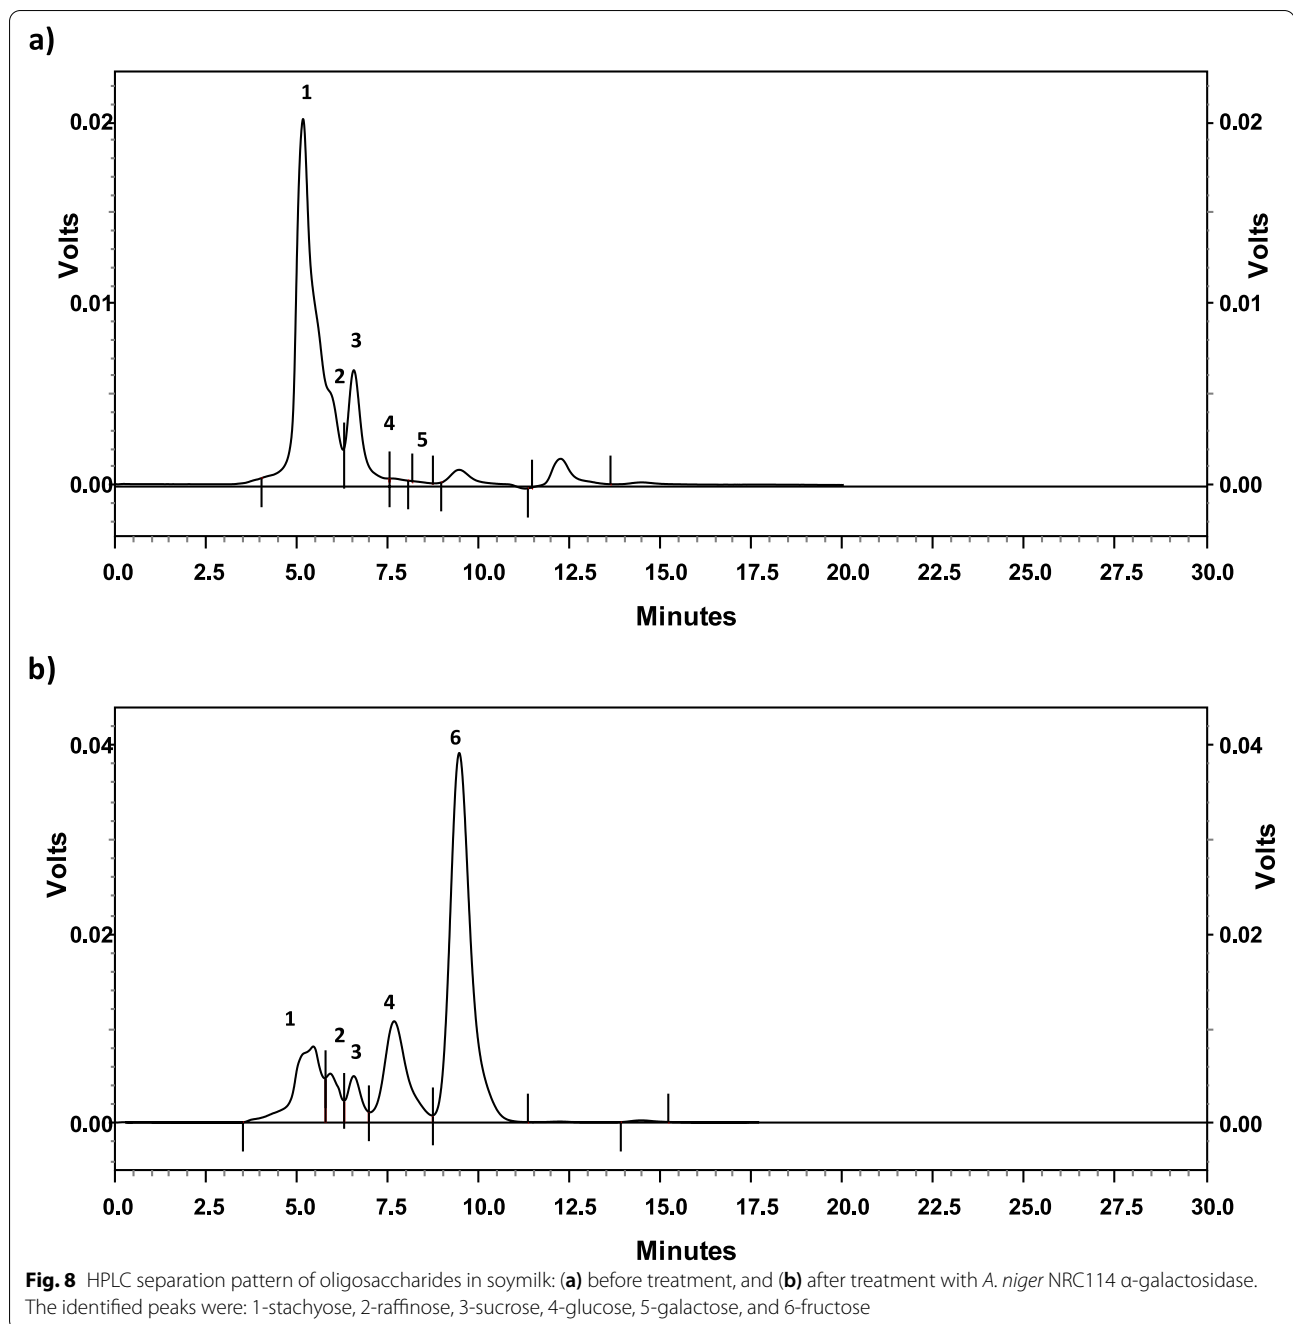 a)
1
0.02
0.02
Volts
Volts
3
0.01
0.01
2
4
5
0.00
0.00
0.0 2.5 5.0 7.5 10.0 12.5 15.0 17.5 20.0 22.5 25.0 27.5 30.0
Minutes
b)
6
0.04
0.04
Volts
Volts
0.02
0.02
4
1
2
3
0.00
0.00
0.0 2.5 5.0 7.5 10.0 12.5 15.0 17.5 20.0 22.5 25.0 27.5 30.0
Minutes
Fig. 8 HPLC separation pattern of oligosaccharides in soymilk: (a) before treatment, and (b) after treatment with A. niger NRC114 α-galactosidase.
The identified peaks were: 1-stachyose, 2-raffinose, 3-sucrose, 4-glucose, 5-galactose, and 6-fructose